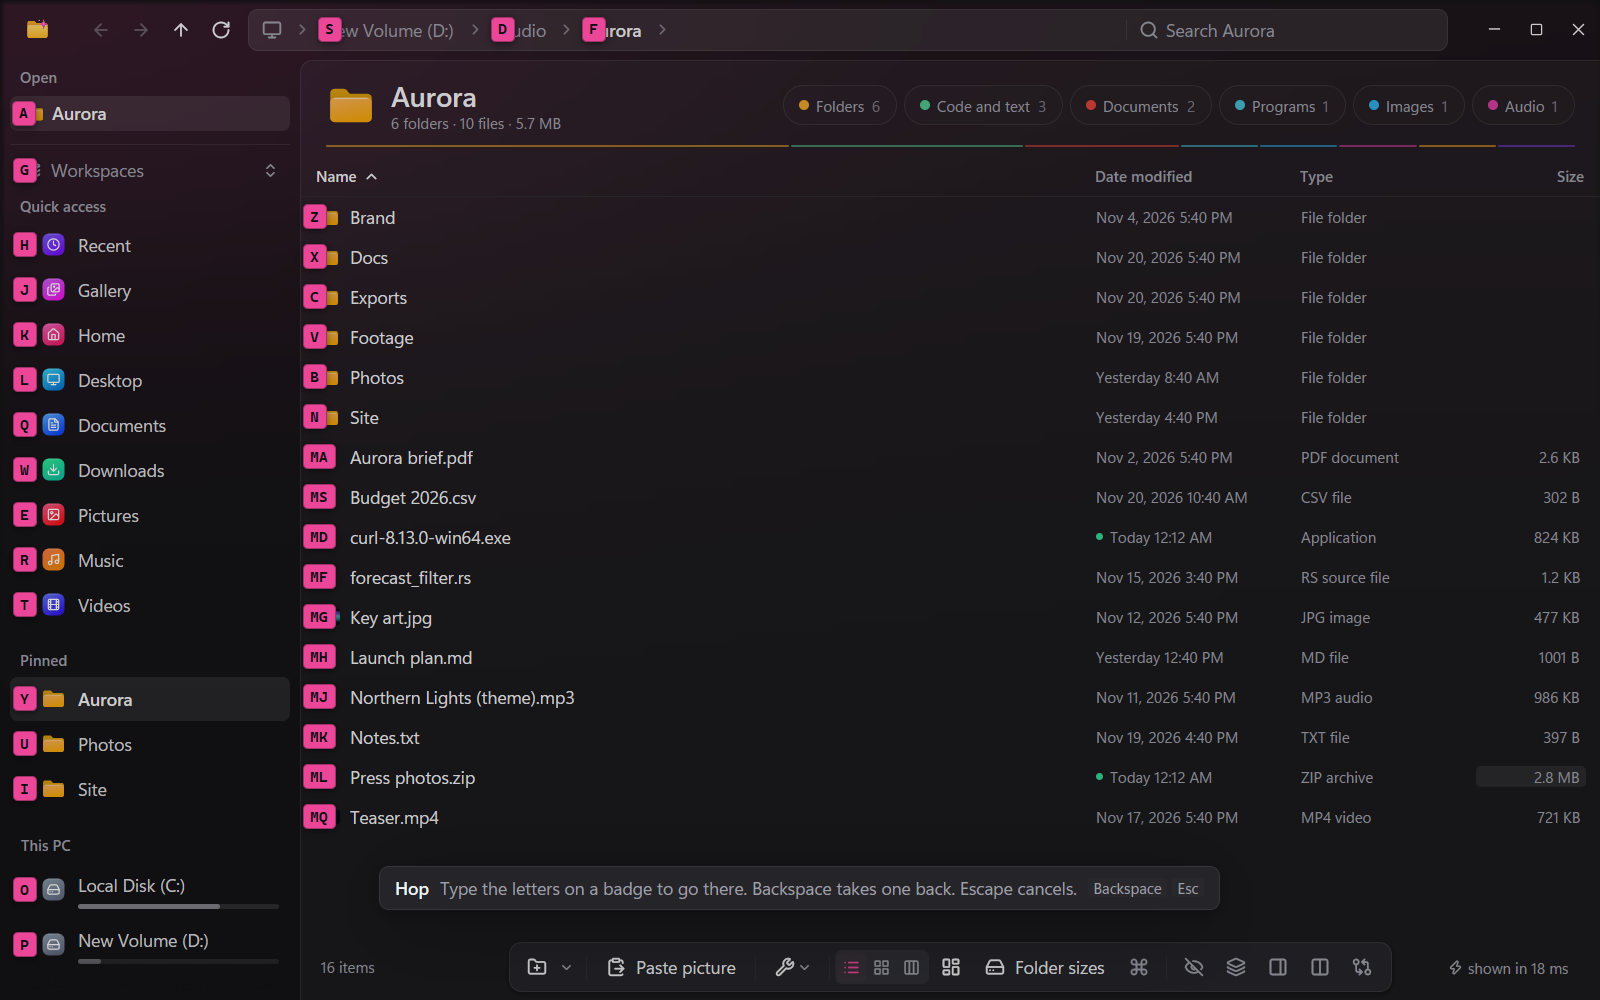 S ew Volume (D:) D udio F rora Search Aurora
Open
A Aurora
G Workspaces
Quick access
H Recent
J Gallery
K Home
L Desktop
Q Documents
W Downloads
E Pictures
R Music
T Videos
Pinned
Y Aurora
U Photos
I Site
This PC
O Local Disk (C:)
P New Volume (D:)
Aurora
6 folders · 10 files · 5.7 MB
Folders 6 Code and text 3 Documents 2 Programs 1 Images 1 Audio 1
Name Date modified Type Size
Z Brand Nov 4, 2026 5:40 PM File folder
X Docs Nov 20, 2026 5:40 PM File folder
C Exports Nov 20, 2026 5:40 PM File folder
V Footage Nov 19, 2026 5:40 PM File folder
B Photos Yesterday 8:40 AM File folder
N Site Yesterday 4:40 PM File folder
MA Aurora brief.pdf Nov 2, 2026 5:40 PM PDF document 2.6 KB
MS Budget 2026.csv Nov 20, 2026 10:40 AM CSV file 302 B
MD curl-8.13.0-win64.exe Today 12:12 AM Application 824 KB
MF forecast_filter.rs Nov 15, 2026 3:40 PM RS source file 1.2 KB
MG Key art.jpg Nov 12, 2026 5:40 PM JPG image 477 KB
MH Launch plan.md Yesterday 12:40 PM MD file 1001 B
MJ Northern Lights (theme).mp3 Nov 11, 2026 5:40 PM MP3 audio 986 KB
MK Notes.txt Nov 19, 2026 4:40 PM TXT file 397 B
ML Press photos.zip Today 12:12 AM ZIP archive 2.8 MB
MQ Teaser.mp4 Nov 17, 2026 5:40 PM MP4 video 721 KB
Hop Type the letters on a badge to go there. Backspace takes one back. Escape cancels. Backspace Esc
16 items Paste picture Folder sizes shown in 18 ms